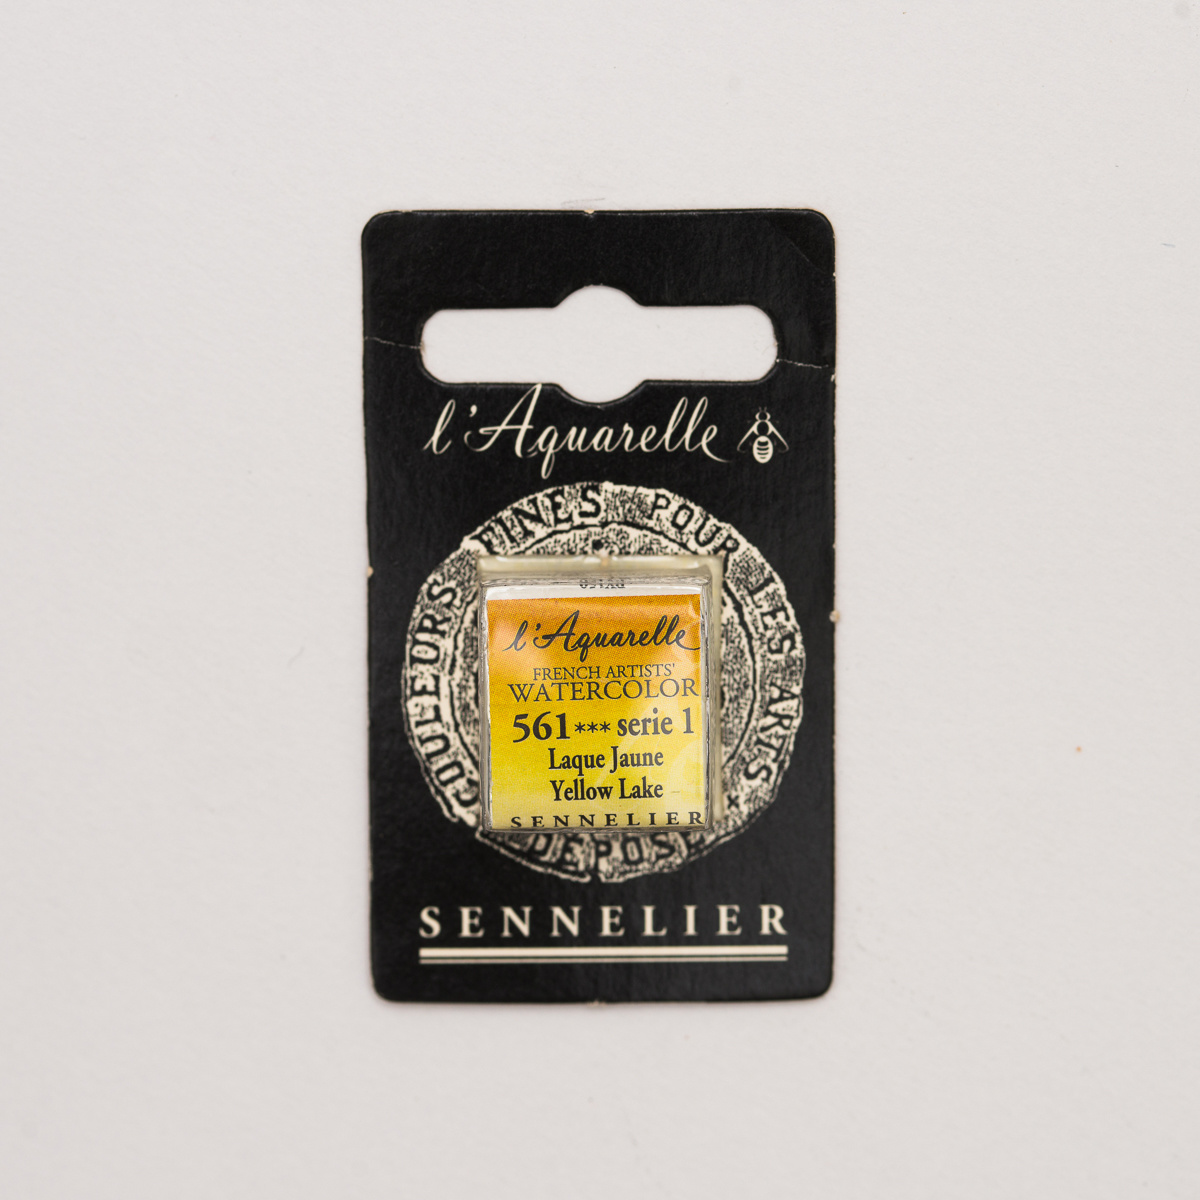 l'Aquarelle
COULEURS FINES POUR LES ARTS
DÉPOSÉ
l'Aquarelle
FRENCH ARTISTS'
WATERCOLOR
561*** serie 1
Laque Jaune
Yellow Lake
SENNELIER
SENNELIER